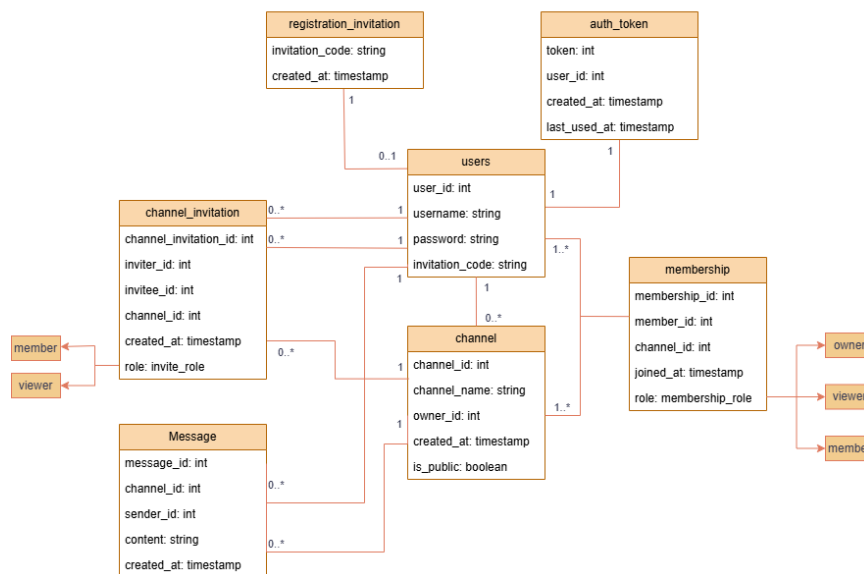 registration_invitation
invitation_code: string
created_at: timestamp
auth_token
token: int
user_id: int
created_at: timestamp
last_used_at: timestamp
1
1
0..1
1
users
user_id: int
username: string
password: string
invitation_code: string
channel_invitation
channel_invitation_id: int
inviter_id: int
invitee_id: int
channel_id: int
created_at: timestamp
role: invite_role
0..*
1
0..*
1
1
1
1..*
0..*
membership
membership_id: int
member_id: int
channel_id: int
joined_at: timestamp
role: membership_role
member
viewer
owner
viewer
membe
channel
channel_id: int
channel_name: string
owner_id: int
created_at: timestamp
is_public: boolean
0..*
1
1
1..*
Message
message_id: int
channel_id: int
sender_id: int
content: string
created_at: timestamp
0..*
0..*